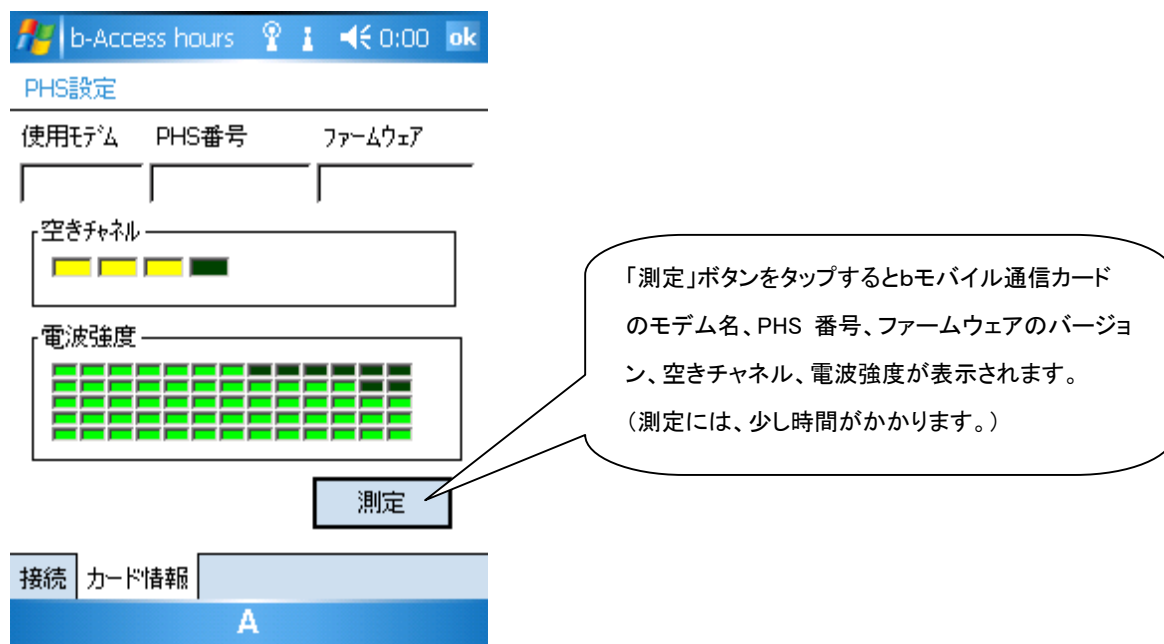 b-Access hours 0:00 ok
PHS設定
使用ﾓﾃﾞﾑ PHS番号 ﾌｧｰﾑｳｪｱ
空きﾁｬﾈﾙ
電波強度
測定
接続 ｶｰﾄﾞ情報
A
「測定」ボタンをタップするとbモバイル通信カード
のモデム名、PHS 番号、ファームウェアのバージョ
ン、空きチャネル、電波強度が表示されます。
(測定には、少し時間がかかります。)